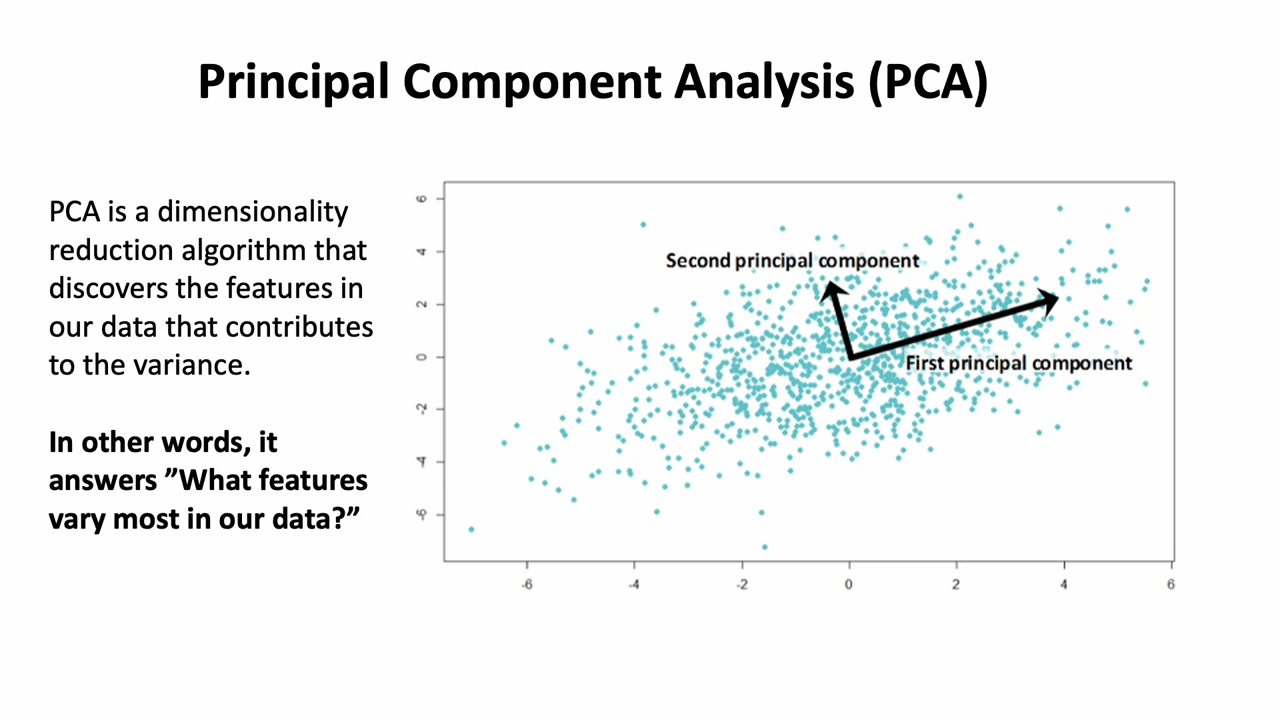 Principal Component Analysis (PCA)
PCA is a dimensionality
reduction algorithm that
discovers the features in
our data that contributes
to the variance.
In other words, it
answers ”What features
vary most in our data?”
6
4
2
0
-2
-4
-6
Second principal component
First principal component
-6 -4 -2 0 2 4 6